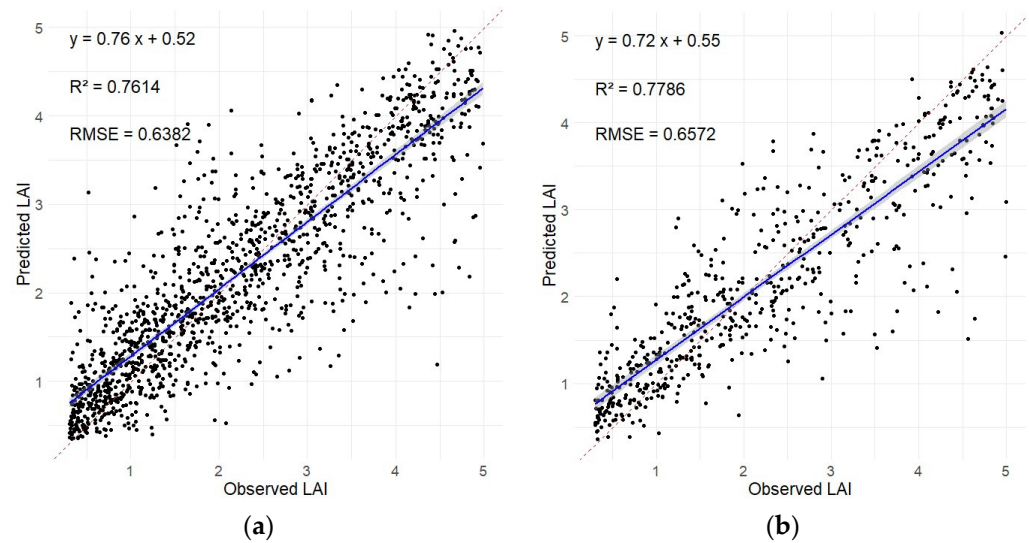 y = 0.76 x + 0.52
R² = 0.7614
RMSE = 0.6382
Predicted LAI
5
4
3
2
1
1 2 3 4 5
Observed LAI
(a)
y = 0.72 x + 0.55
R² = 0.7786
RMSE = 0.6572
Predicted LAI
5
4
3
2
1
1 2 3 4 5
Observed LAI
(b)